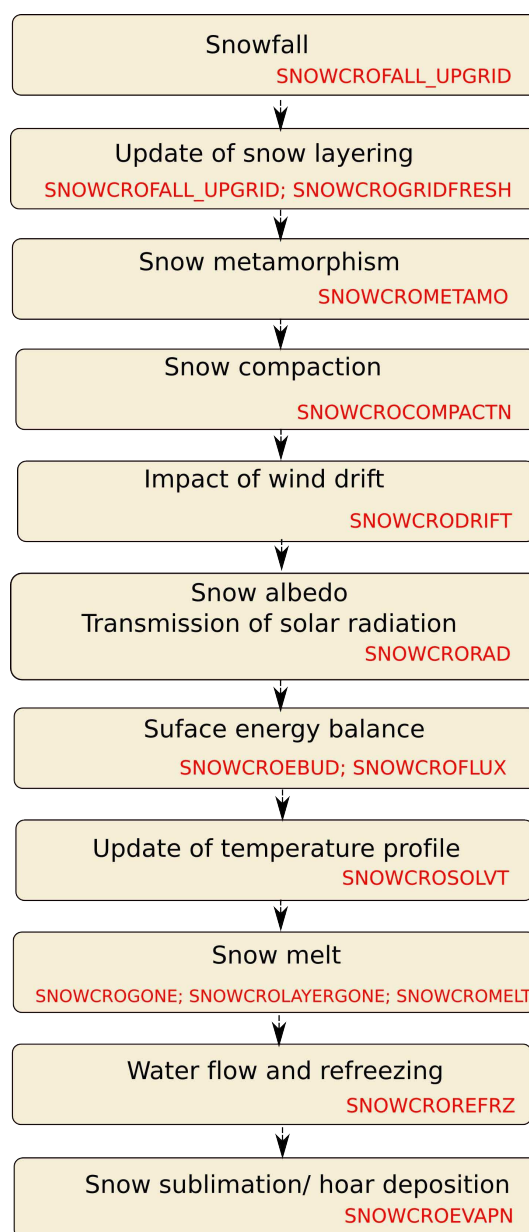 Snowfall
SNOWCROFALL_UPGRID
Update of snow layering
SNOWCROFALL_UPGRID; SNOWCROGRIDFRESH
Snow metamorphism
SNOWCROMETAMO
Snow compaction
SNOWCROCOMPACTN
Impact of wind drift
SNOWCRODRIFT
Snow albedo
Transmission of solar radiation
SNOWCRORAD
Suface energy balance
SNOWCROEBUD; SNOWCROFLUX
Update of temperature profile
SNOWCROSOLVT
Snow melt
SNOWCROGONE; SNOWCROLAYERGONE; SNOWCROMELT
Water flow and refreezing
SNOWCROREFRZ
Snow sublimation/ hoar deposition
SNOWCROEVAPN